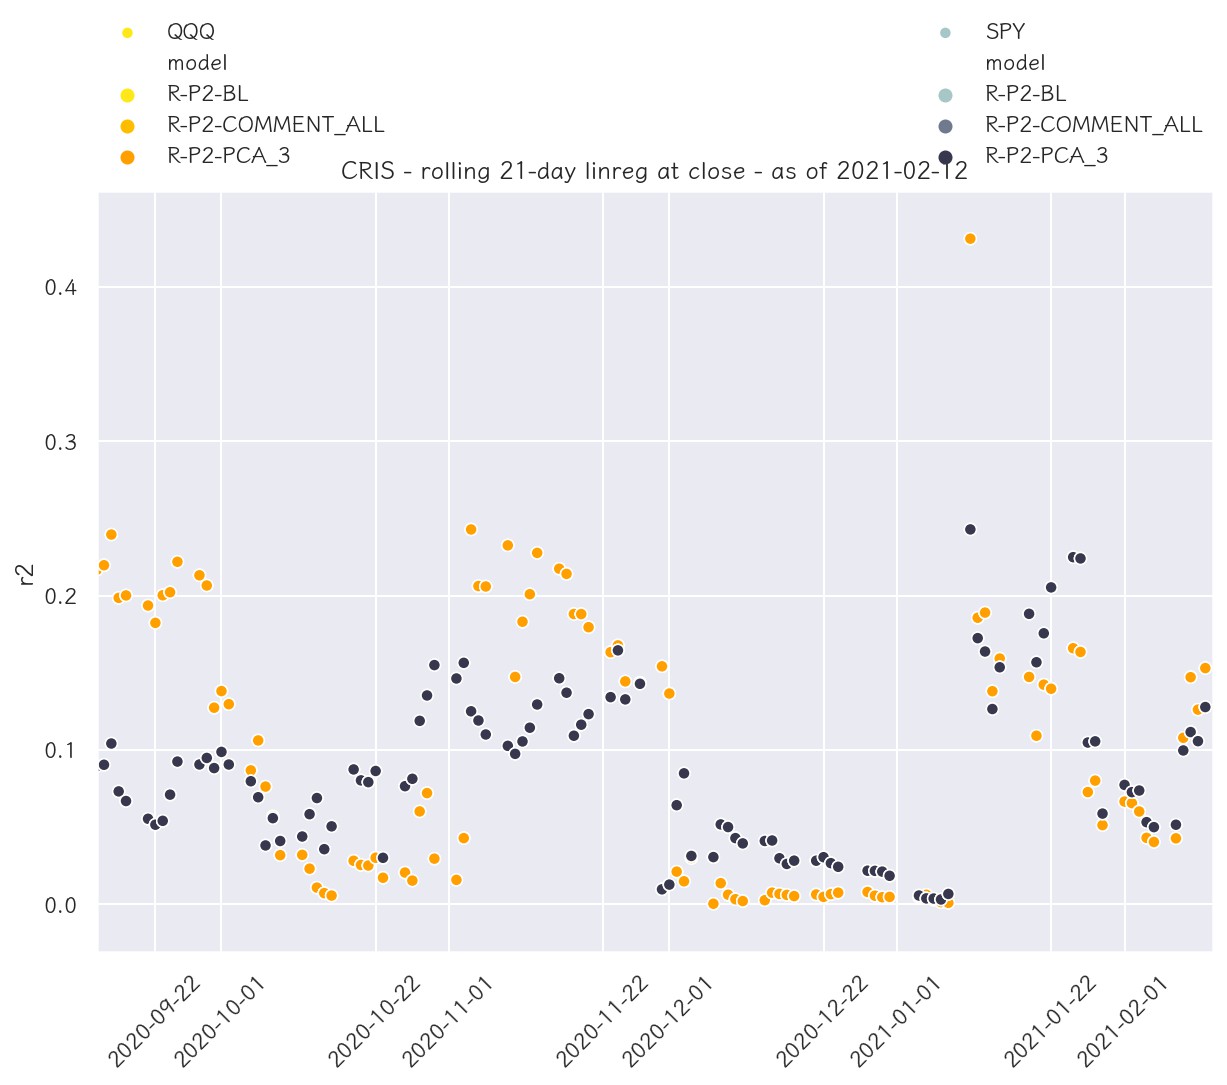 QQQ
model
R-P2-BL
R-P2-COMMENT_ALL
R-P2-PCA_3
SPY
model
R-P2-BL
R-P2-COMMENT_ALL
R-P2-PCA_3
CRIS - rolling 21-day linreg at close - as of 2021-02-12
r2
0.4
0.3
0.2
0.1
0.0
2020-09-22
2020-10-01
2020-10-22
2020-11-01
2020-11-22
2020-12-01
2020-12-22
2021-01-01
2021-01-22
2021-02-01